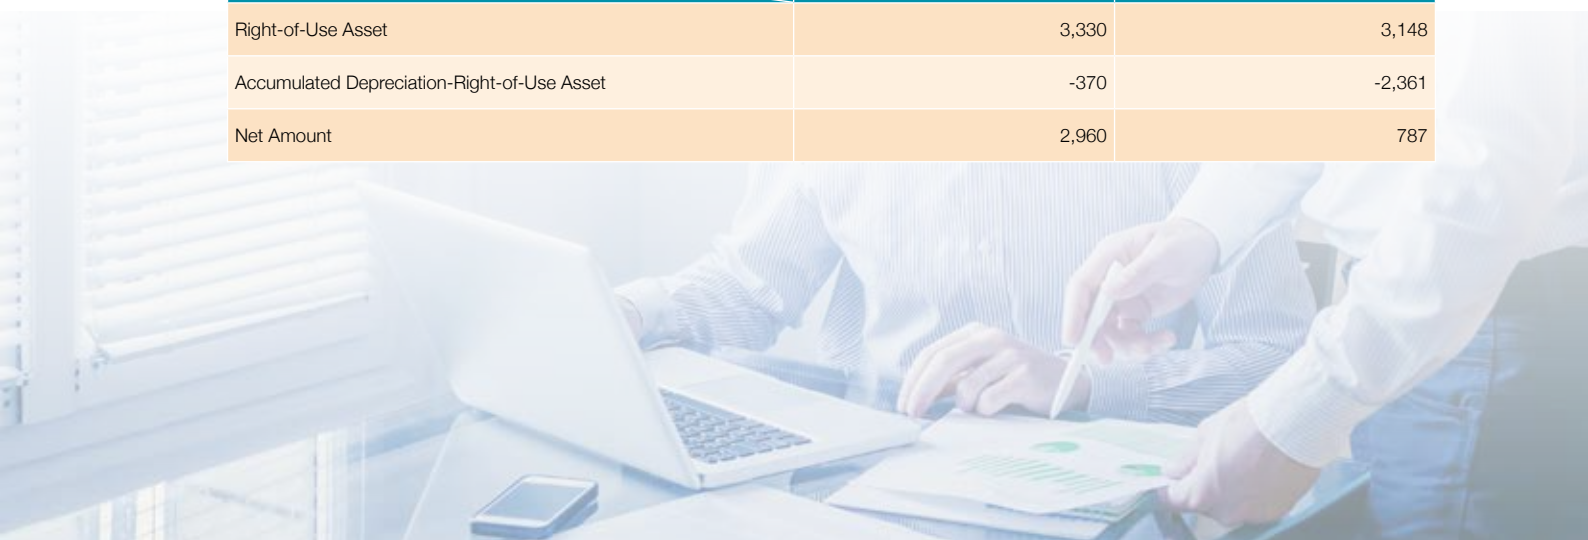 Right-of-Use Asset 3,330 3,148
Accumulated Depreciation-Right-of-Use Asset -370 -2,361
Net Amount 2,960 787